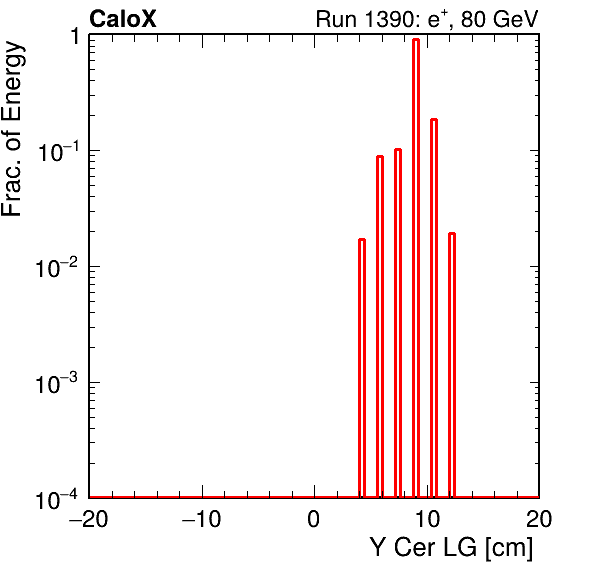 CaloX
Run 1390: e⁺, 80 GeV
Frac. of Energy
1
10⁻¹
10⁻²
10⁻³
10⁻⁴
−20
−10
0
10
20
Y Cer LG [cm]